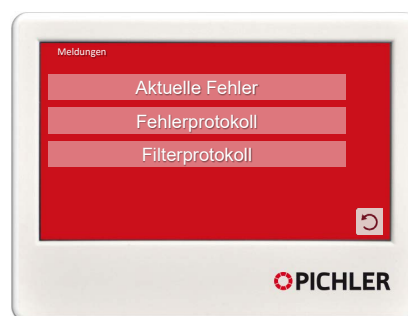 Meldungen
Aktuelle Fehler
Fehlerprotokoll
Filterprotokoll
PICHLER